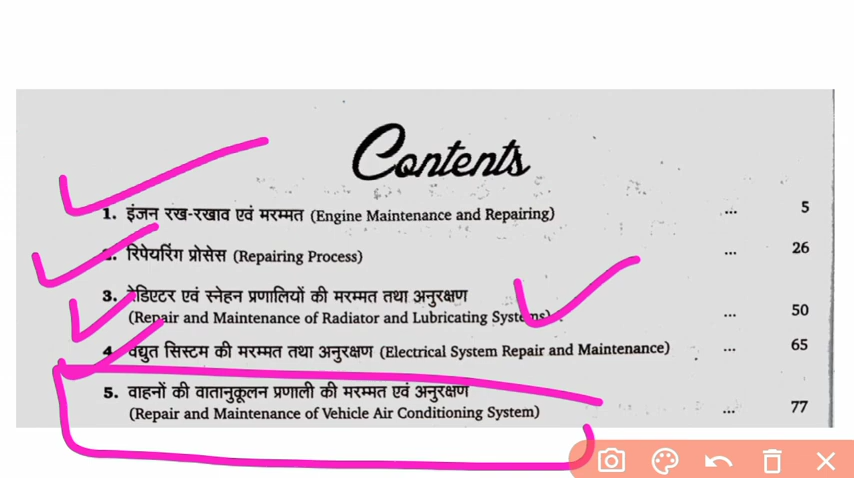 Contents
1. इंजन रख-रखाव एवं मरम्मत (Engine Maintenance and Repairing) ... 5
2. रिपेयरिंग प्रोसेस (Repairing Process) ... 26
3. रेडिएटर एवं स्नेहन प्रणालियों की मरम्मत तथा अनुरक्षण
(Repair and Maintenance of Radiator and Lubricating Systems) ... 50
4. वद्युत सिस्टम की मरम्मत तथा अनुरक्षण (Electrical System Repair and Maintenance) ... 65
5. वाहनों की वातानुकूलन प्रणाली की मरम्मत एवं अनुरक्षण
(Repair and Maintenance of Vehicle Air Conditioning System) ... 77